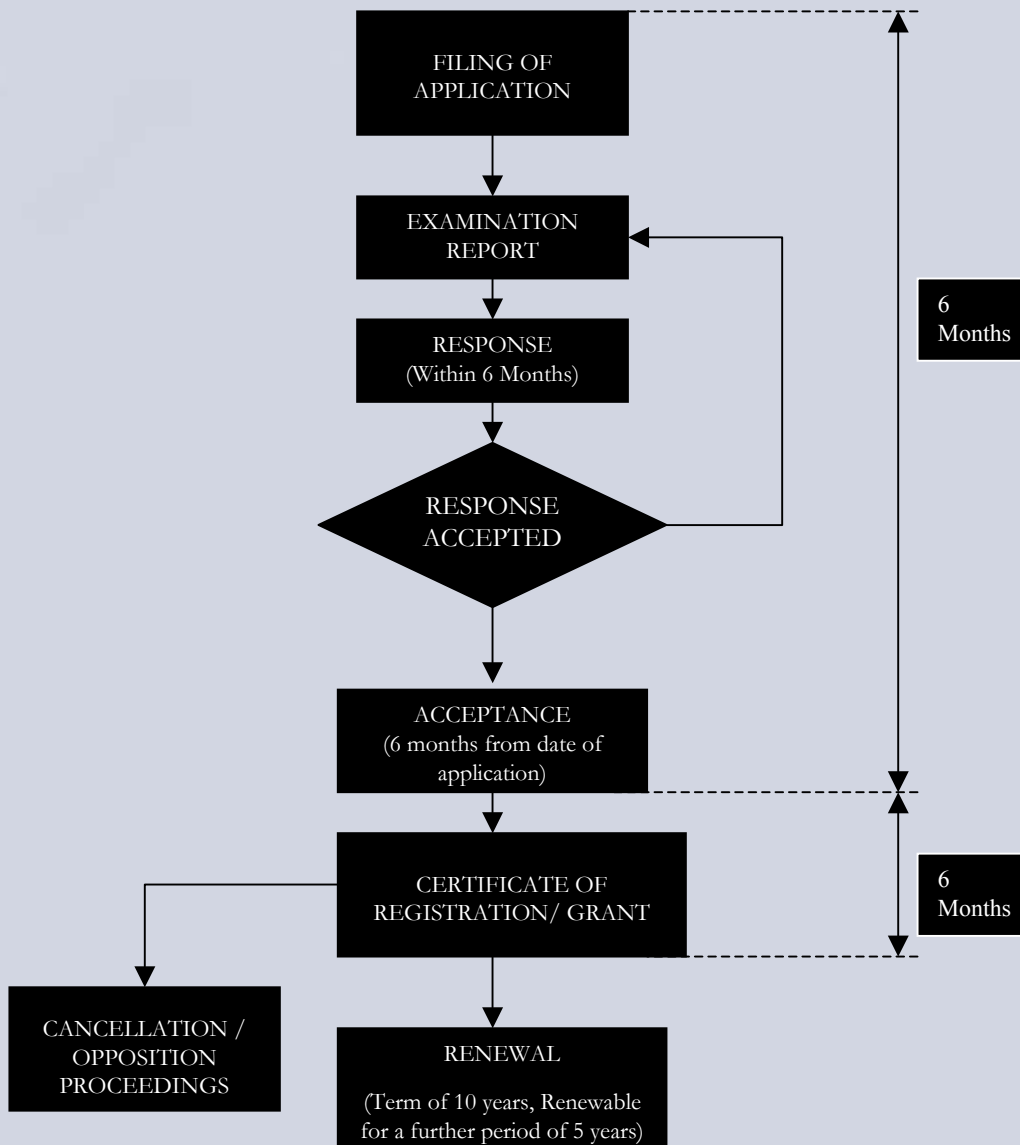 FILING OF
APPLICATION
EXAMINATION
REPORT
6
Months
RESPONSE
(Within 6 Months)
RESPONSE
ACCEPTED
ACCEPTANCE
(6 months from date of
application)
CERTIFICATE OF
REGISTRATION/ GRANT
6
Months
CANCELLATION /
OPPOSITION
PROCEEDINGS
RENEWAL
(Term of 10 years, Renewable
for a further period of 5 years)